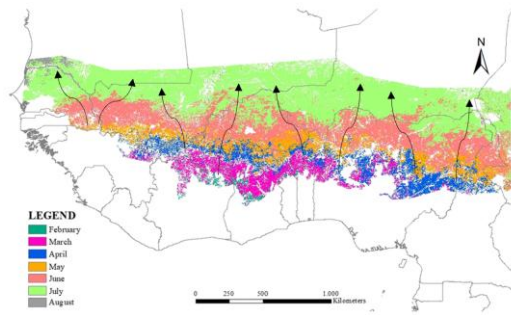 N
LEGEND
February
March
April
May
June
July
August
0 250 500 1.000
Kilometers